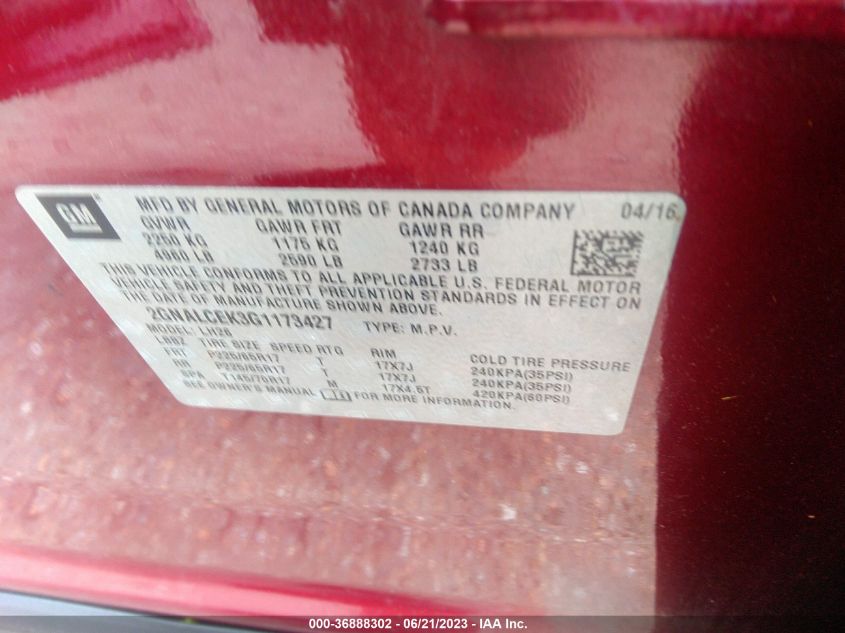 GM
MFD BY GENERAL MOTORS OF CANADA COMPANY 04/16
GVWR GAWR FRT GAWR RR
2250 KG 1175 KG 1240 KG
4960 LB 2590 LB 2733 LB
THIS VEHICLE CONFORMS TO ALL APPLICABLE U.S. FEDERAL MOTOR
VEHICLE SAFETY AND THEFT PREVENTION STANDARDS IN EFFECT ON
THE DATE OF MANUFACTURE SHOWN ABOVE.
2GNALCEK3G1173427 TYPE: M.P.V.
MODEL: LH26
TIRE SIZE SPEED RTG RIM COLD TIRE PRESSURE
FRT P225/65R17 T 17X7J 240KPA(35PSI)
RR P225/65R17 T 17X7J 240KPA(35PSI)
SPA T145/70R17 M 17X4.5T 420KPA(60PSI)
SEE OWNER'S MANUAL FOR MORE INFORMATION.
000-36888302 - 06/21/2023 - IAA Inc.